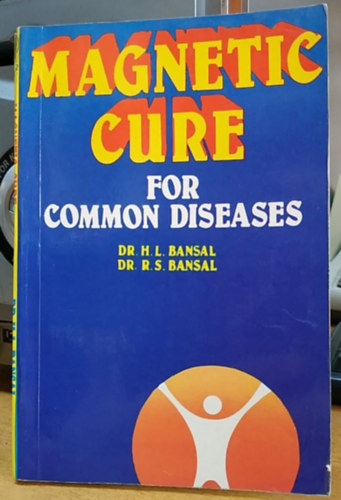 MAGNETIC
CURE
FOR
COMMON DISEASES
DR. H. L. BANSAL
DR. R. S. BANSAL